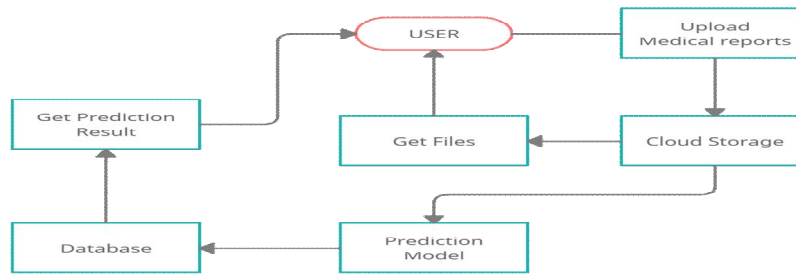 USER
Upload
Medical reports
Get Prediction
Result
Get Files
Cloud Storage
Database
Prediction
Model